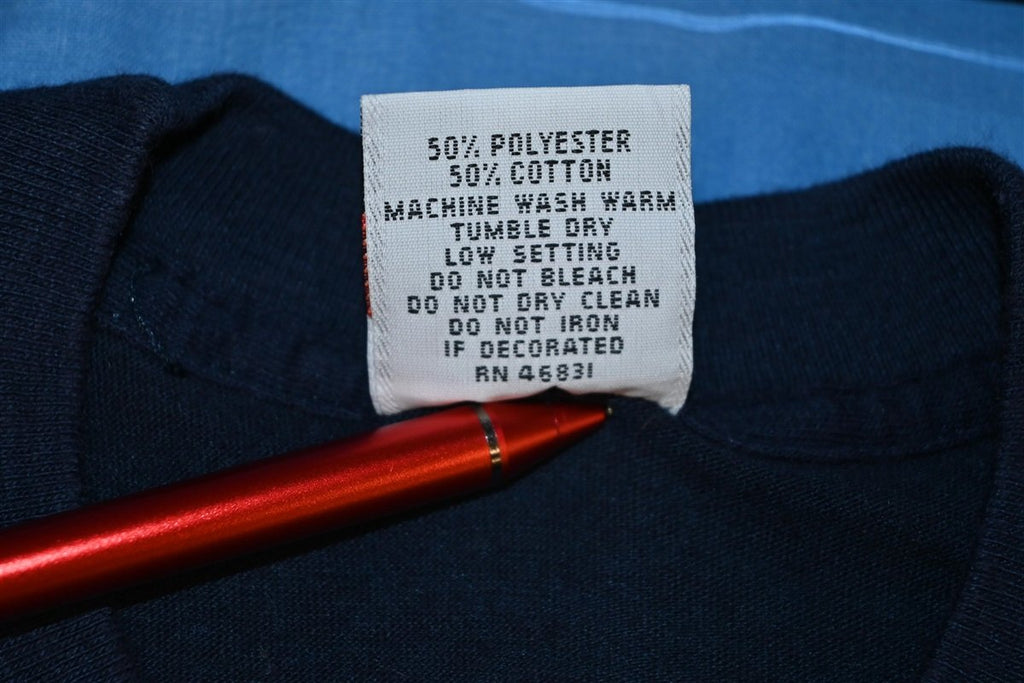 50% POLYESTER
50% COTTON
MACHINE WASH WARM
TUMBLE DRY
LOW SETTING
DO NOT BLEACH
DO NOT DRY CLEAN
DO NOT IRON
IF DECORATED
RN 46831